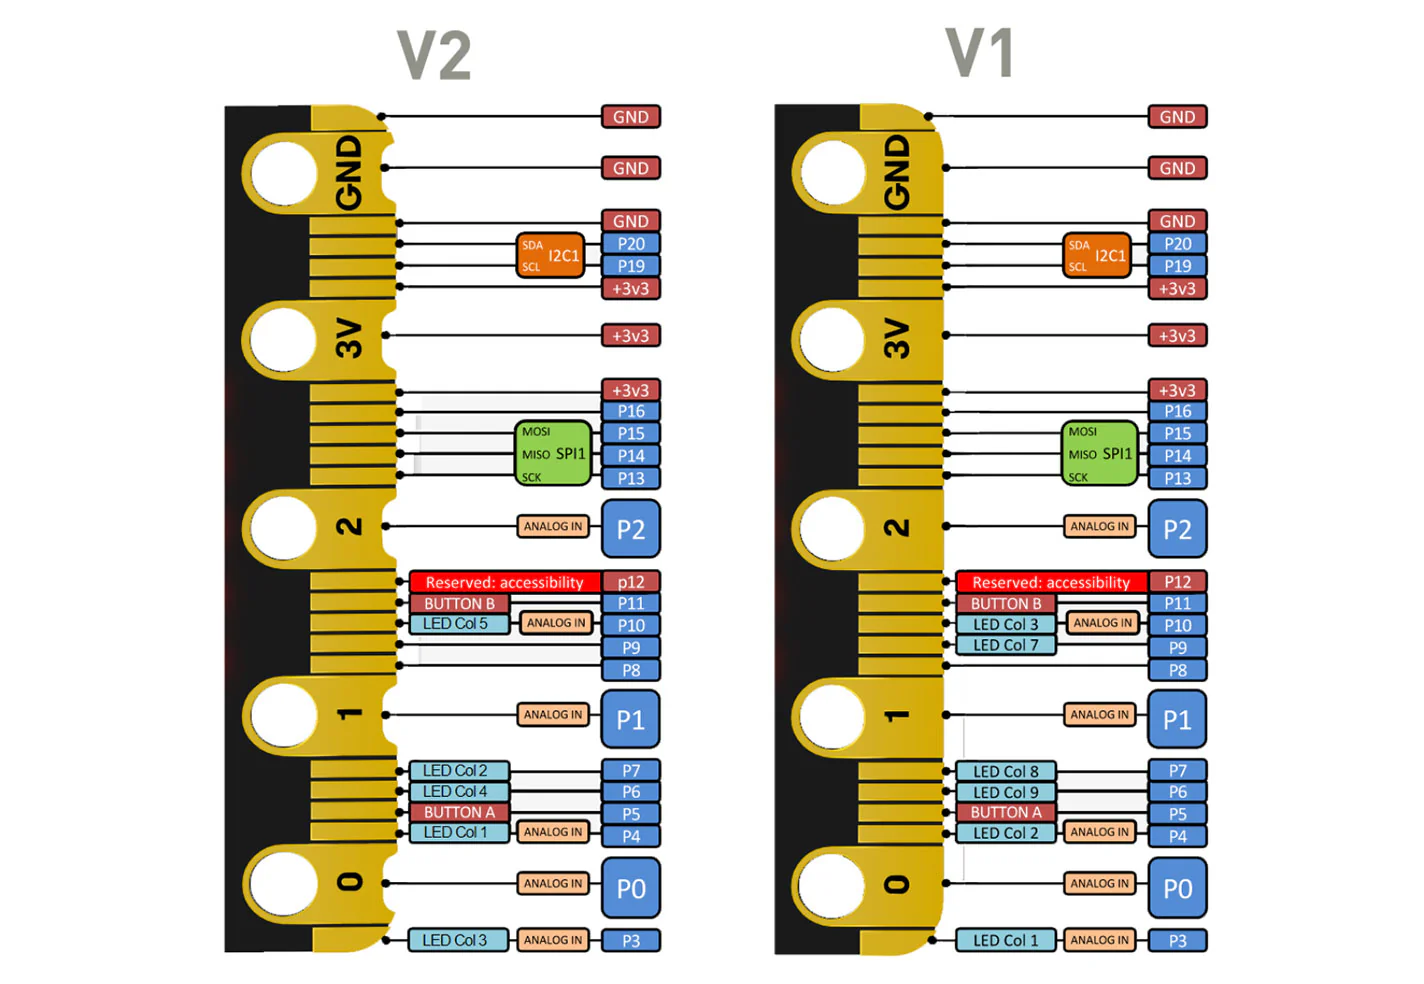 V2
GND
GND
GND
GND
SDA
I2C1
SCL
P20
P19
+3v3
3V
+3v3
+3v3
P16
MOSI
MISO SPI1
SCK
P15
P14
P13
2
ANALOG IN
P2
Reserved: accessibility p12
BUTTON B P11
LED Col 5 ANALOG IN P10
P9
P8
1
ANALOG IN
P1
LED Col 2 P7
LED Col 4 P6
BUTTON A P5
LED Col 1 ANALOG IN P4
0
ANALOG IN
P0
LED Col 3 ANALOG IN P3
V1
GND
GND
GND
GND
SDA
I2C1
SCL
P20
P19
+3v3
3V
+3v3
+3v3
P16
MOSI
MISO SPI1
SCK
P15
P14
P13
2
ANALOG IN
P2
Reserved: accessibility P12
BUTTON B P11
LED Col 3 ANALOG IN P10
LED Col 7 P9
P8
1
ANALOG IN
P1
LED Col 8 P7
LED Col 9 P6
BUTTON A P5
LED Col 2 ANALOG IN P4
0
ANALOG IN
P0
LED Col 1 ANALOG IN P3